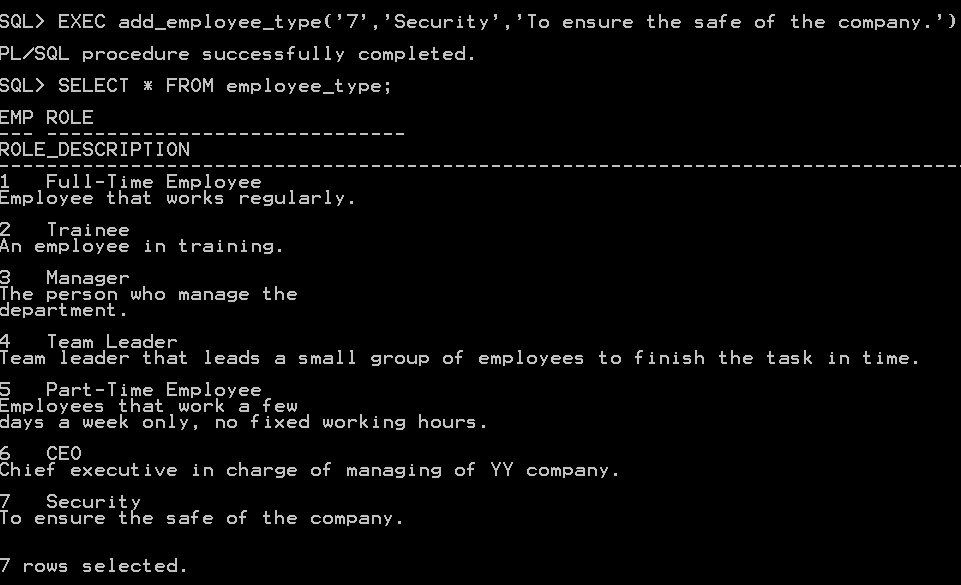 SQL> EXEC add_employee_type('7','Security','To ensure the safe of the company.')
PL/SQL procedure successfully completed.
SQL> SELECT * FROM employee_type;
EMP ROLE
--- ------------------------------
ROLE_DESCRIPTION
--------------------------------------------------------------------------------
1   Full-Time Employee
Employee that works regularly.
2   Trainee
An employee in training.
3   Manager
The person who manage the
department.
4   Team Leader
Team leader that leads a small group of employees to finish the task in time.
5   Part-Time Employee
Employees that work a few
days a week only, no fixed working hours.
6   CEO
Chief executive in charge of managing of YY company.
7   Security
To ensure the safe of the company.
7 rows selected.